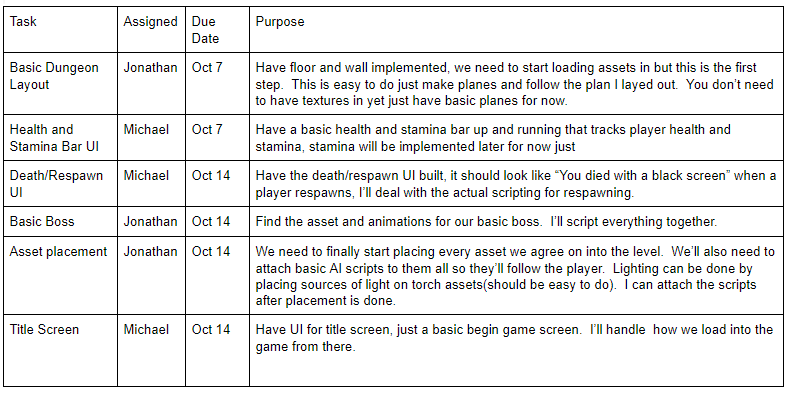 Task Assigned Due Date Purpose
Basic Dungeon Layout Jonathan Oct 7 Have floor and wall implemented, we need to start loading assets in but this is the first
step.  This is easy to do just make planes and follow the plan I layed out.  You don't need
to have textures in yet just have basic planes for now.
Health and Stamina Bar UI Michael Oct 7 Have a basic health and stamina bar up and running that tracks player health and
stamina, stamina will be implemented later for now just
Death/Respawn UI Michael Oct 14 Have the death/respawn UI built, it should look like “You died with a black screen” when a
player respawns, I'll deal with the actual scripting for respawning.
Basic Boss Jonathan Oct 14 Find the asset and animations for our basic boss.  I'll script everything together.
Asset placement Jonathan Oct 14 We need to finally start placing every asset we agree on into the level.  We'll also need to
attach basic AI scripts to them all so they'll follow the player.  Lighting can be done by
placing sources of light on torch assets(should be easy to do).  I can attach the scripts
after placement is done.
Title Screen Michael Oct 14 Have UI for title screen, just a basic begin game screen.  I'll handle  how we load into the
game from there.